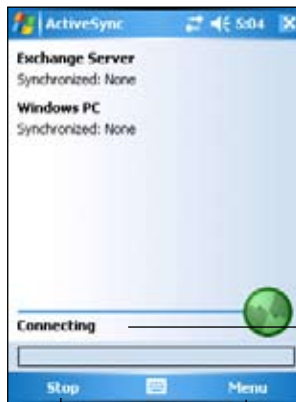 ActiveSync 5:04
Exchange Server
Synchronized: None
Windows PC
Synchronized: None
Connecting
Stop Menu